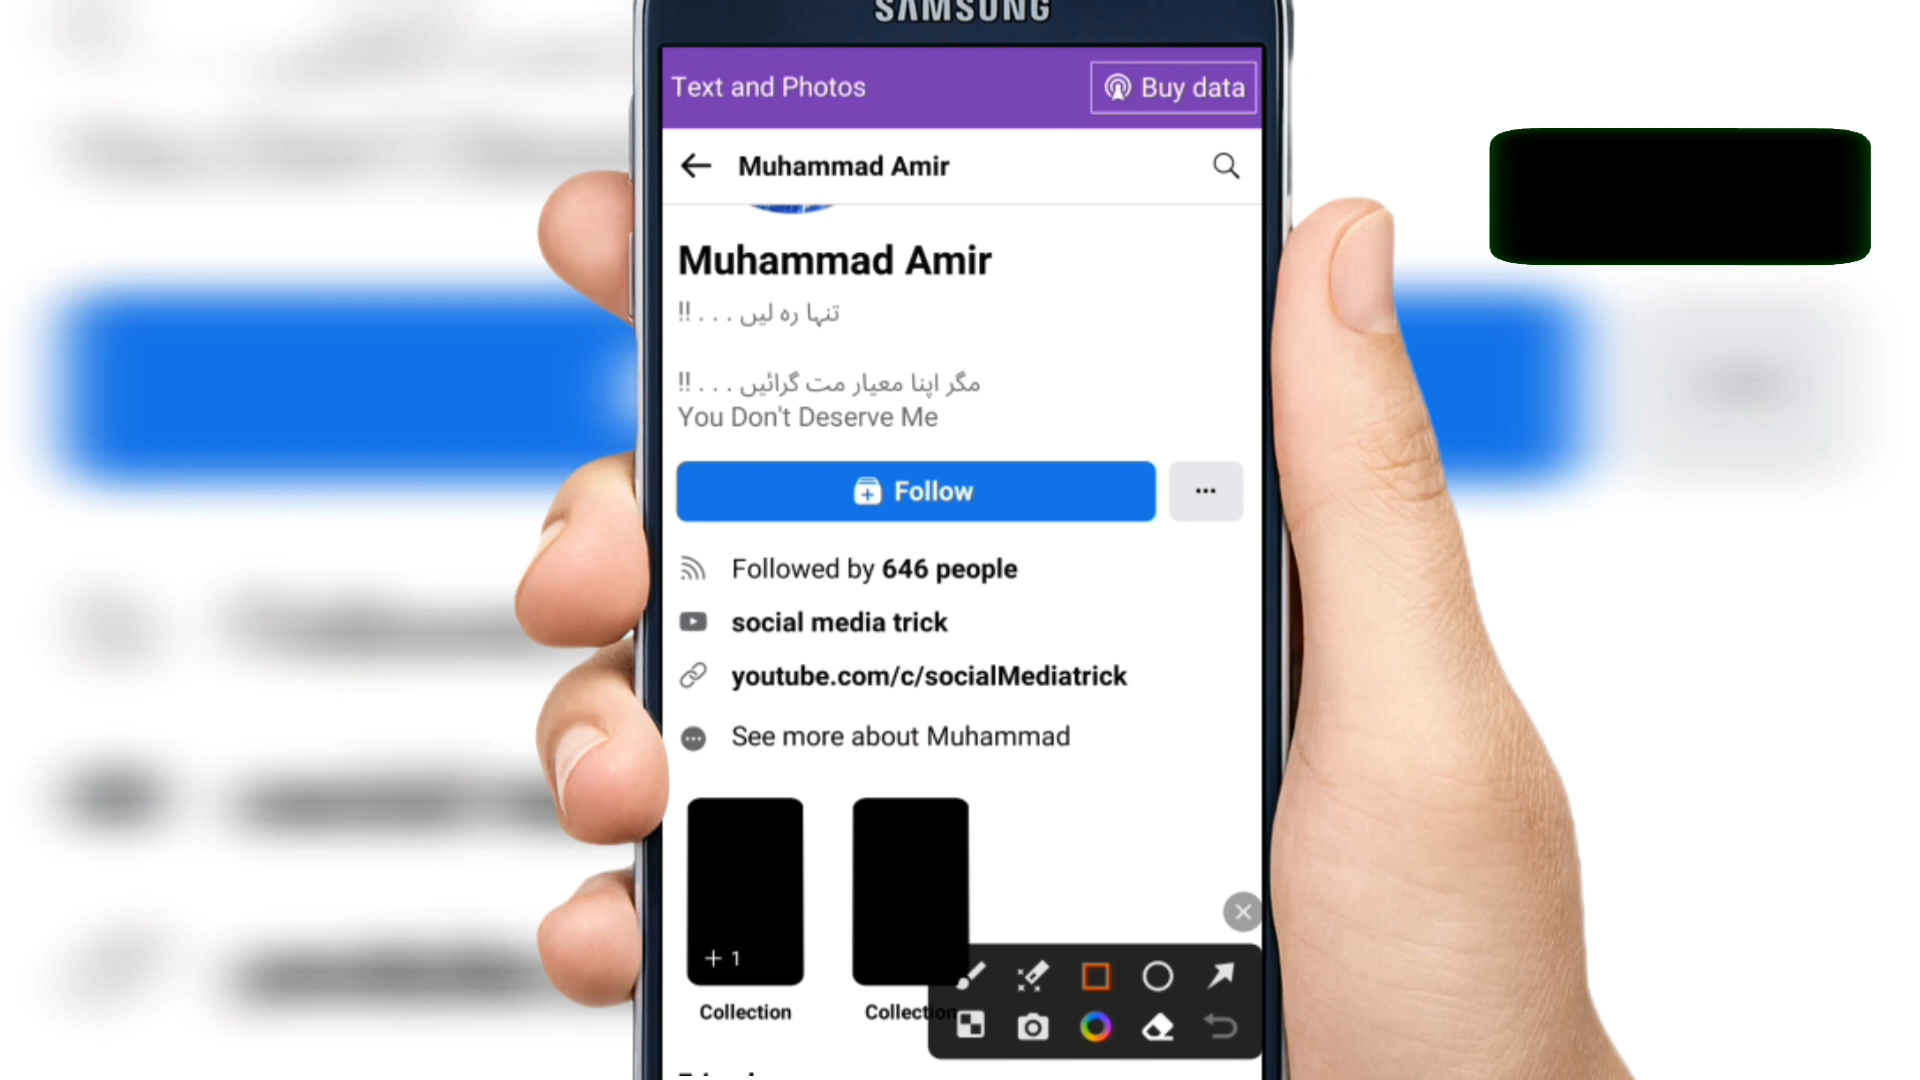 SAMSUNG
Text and Photos
Buy data
Muhammad Amir
Muhammad Amir
تنہا رہ لیں . . . !!
مگر اپنا معیار مت گرائیں . . . !!
You Don't Deserve Me
Follow
Followed by 646 people
social media trick
youtube.com/c/socialMediatrick
See more about Muhammad
+ 1
Collection
Collection